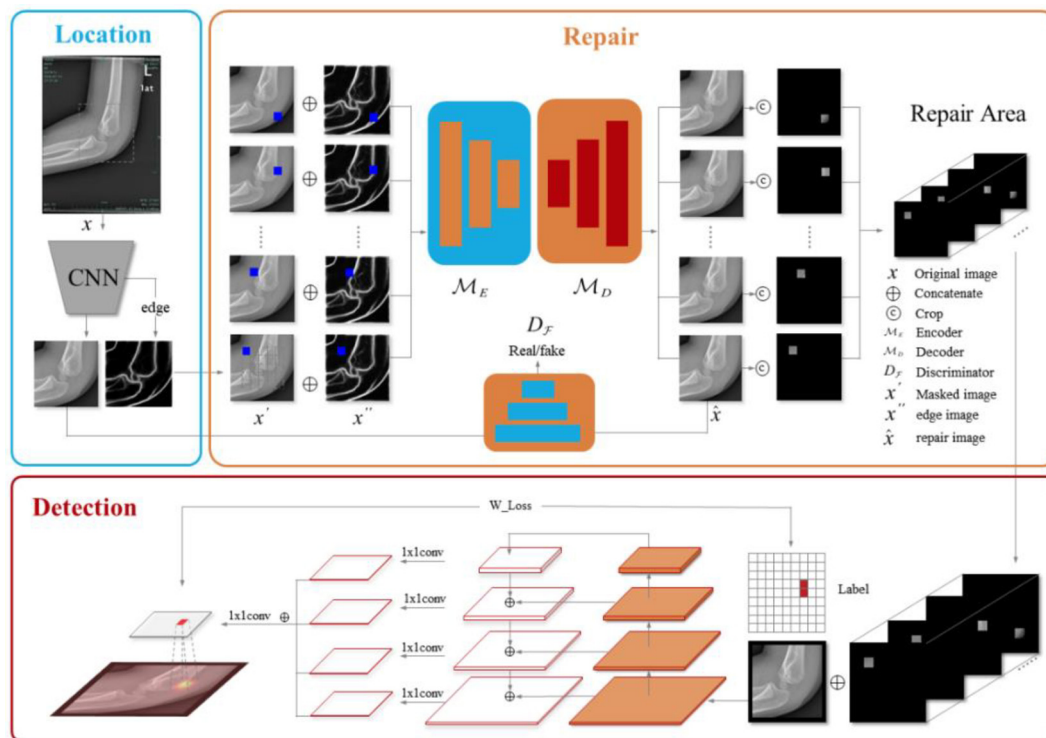 Location
L
lat
x
CNN
edge
Repair
⊕
⊕
⊕
⊕
x' x''
M_E M_D
D_F
Real/fake
©
©
©
©
x̂
Repair Area
x Original image
⊕ Concatenate
© Crop
M_E Encoder
M_D Decoder
D_F Discriminator
x' Masked image
x'' edge image
x̂ repair image
Detection
W_Loss
1x1conv
1x1conv
1x1conv
1x1conv
1x1conv ⊕
⊕
⊕
⊕
Label
⊕